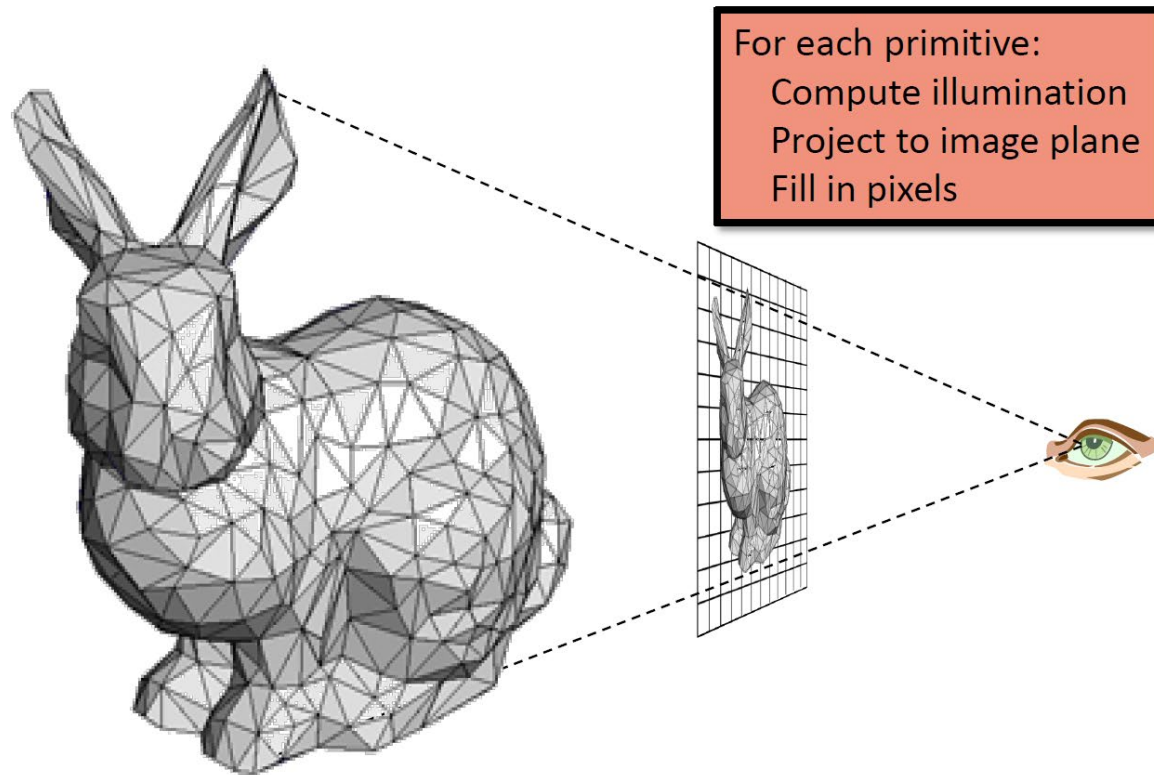 For each primitive:
Compute illumination
Project to image plane
Fill in pixels